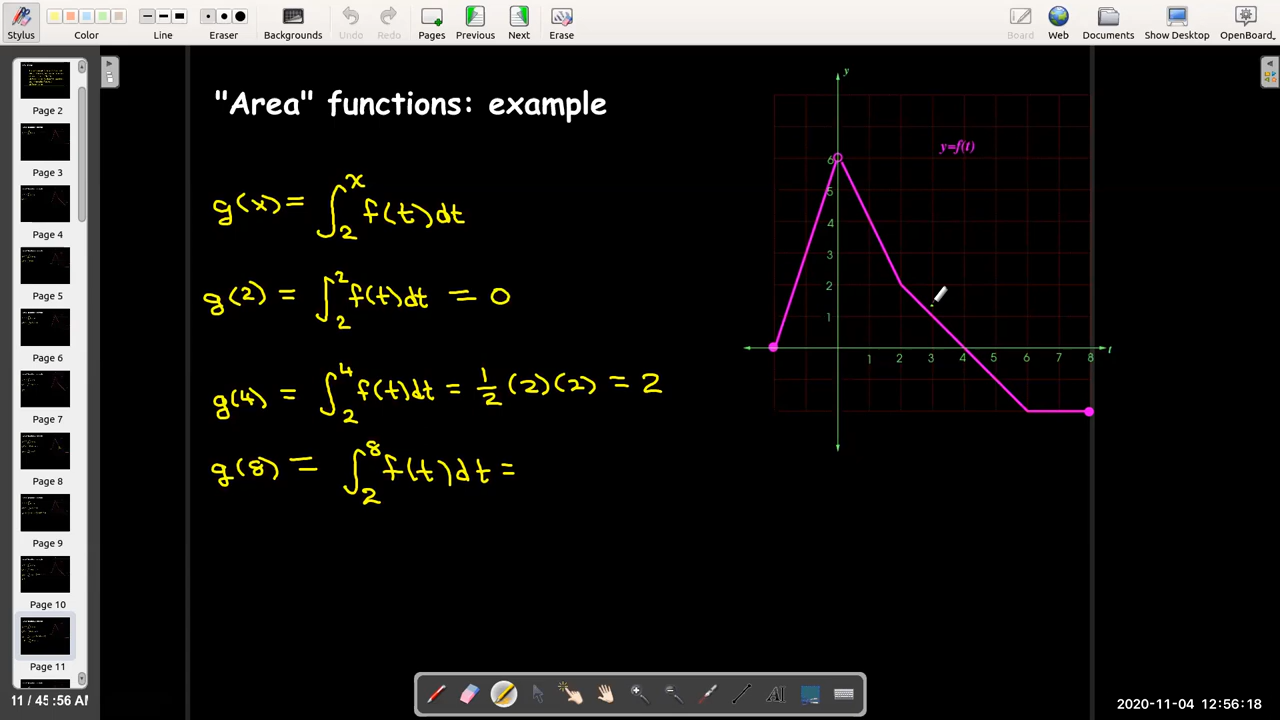 Stylus Color Line Eraser Backgrounds Undo Redo Pages Previous Next Erase Board Web Documents Show Desktop OpenBoard.
Page 2
Page 3
Page 4
Page 5
Page 6
Page 7
Page 8
Page 9
Page 10
Page 11
"Area" functions: example
g(x) = ∫₂ˣ f(t)dt
g(2) = ∫₂² f(t)dt = 0
g(4) = ∫₂⁴ f(t)dt = 1/2 (2)(2) = 2
g(8) = ∫₂⁸ f(t)dt =
y
y=f(t)
6
5
4
3
2
1
1 2 3 4 5 6 7 8 t
11 / 45
:56 AM
2020-11-04 12:56:18